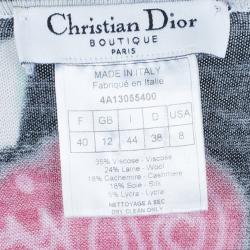 Christian Dior
BOUTIQUE
PARIS
MADE IN ITALY
Fabriqué en Italie
4A13055400
F GB I D USA
40 12 44 38 8
35% Viscose - Viscose
24% Laine - Wool
18% Cachemire - Cashmere
18% Soie - Silk
5% Lycra - Lycra
NETTOYAGE A SEC
DRY CLEAN ONLY